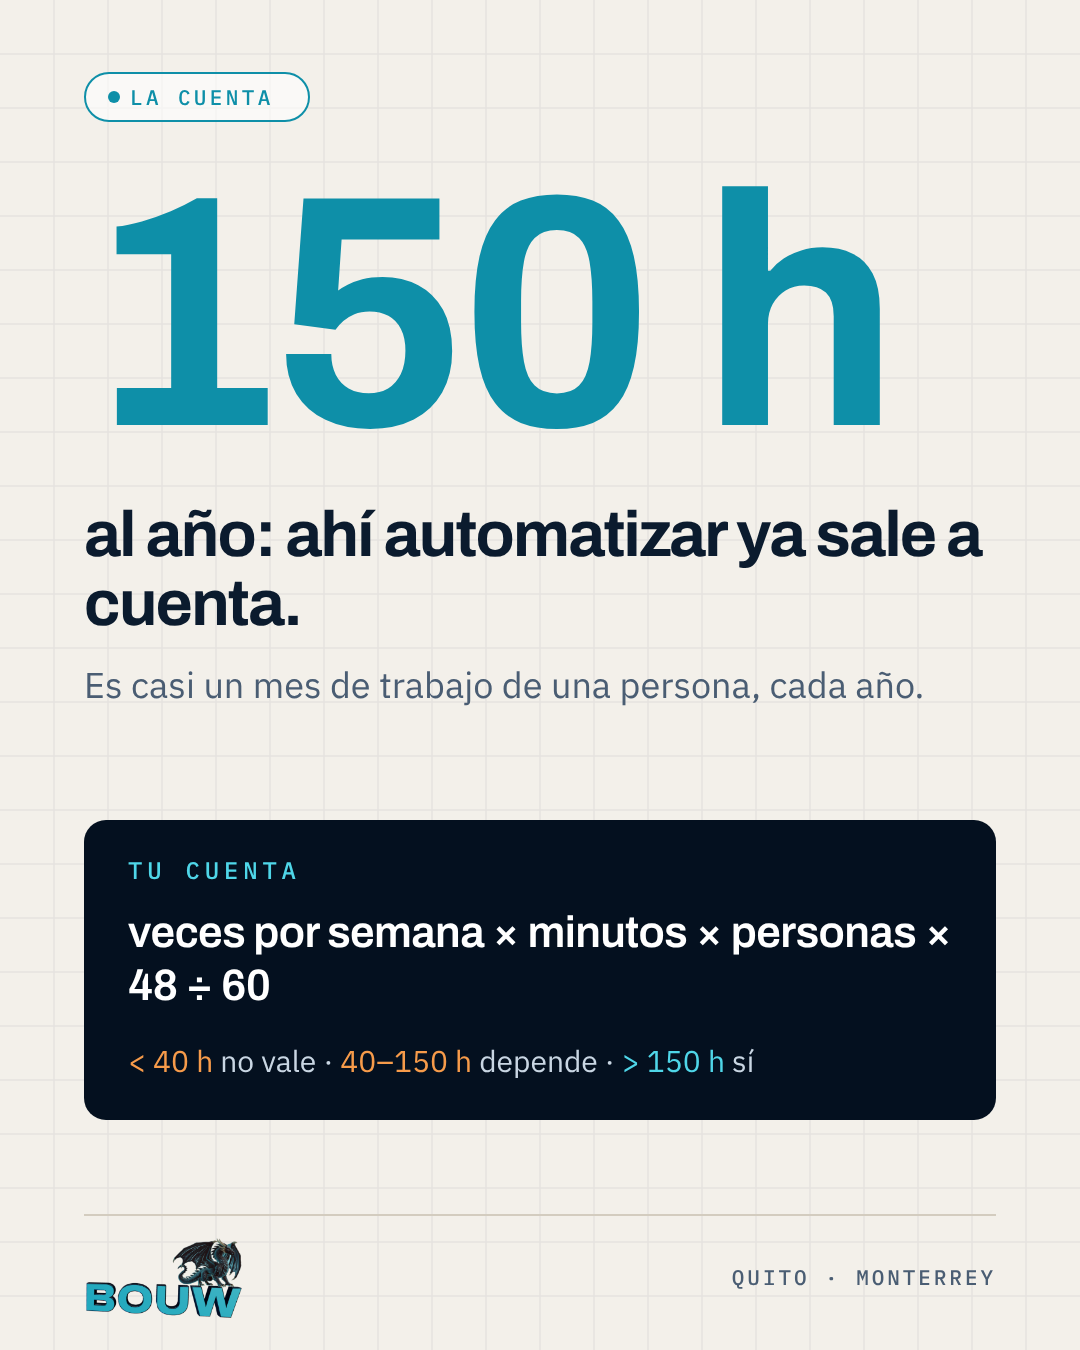 LA CUENTA
150 h
al año: ahí automatizar ya sale a
cuenta.
Es casi un mes de trabajo de una persona, cada año.
TU CUENTA
veces por semana × minutos × personas ×
48 ÷ 60
< 40 h no vale · 40–150 h depende · > 150 h sí
BOUW
QUITO · MONTERREY